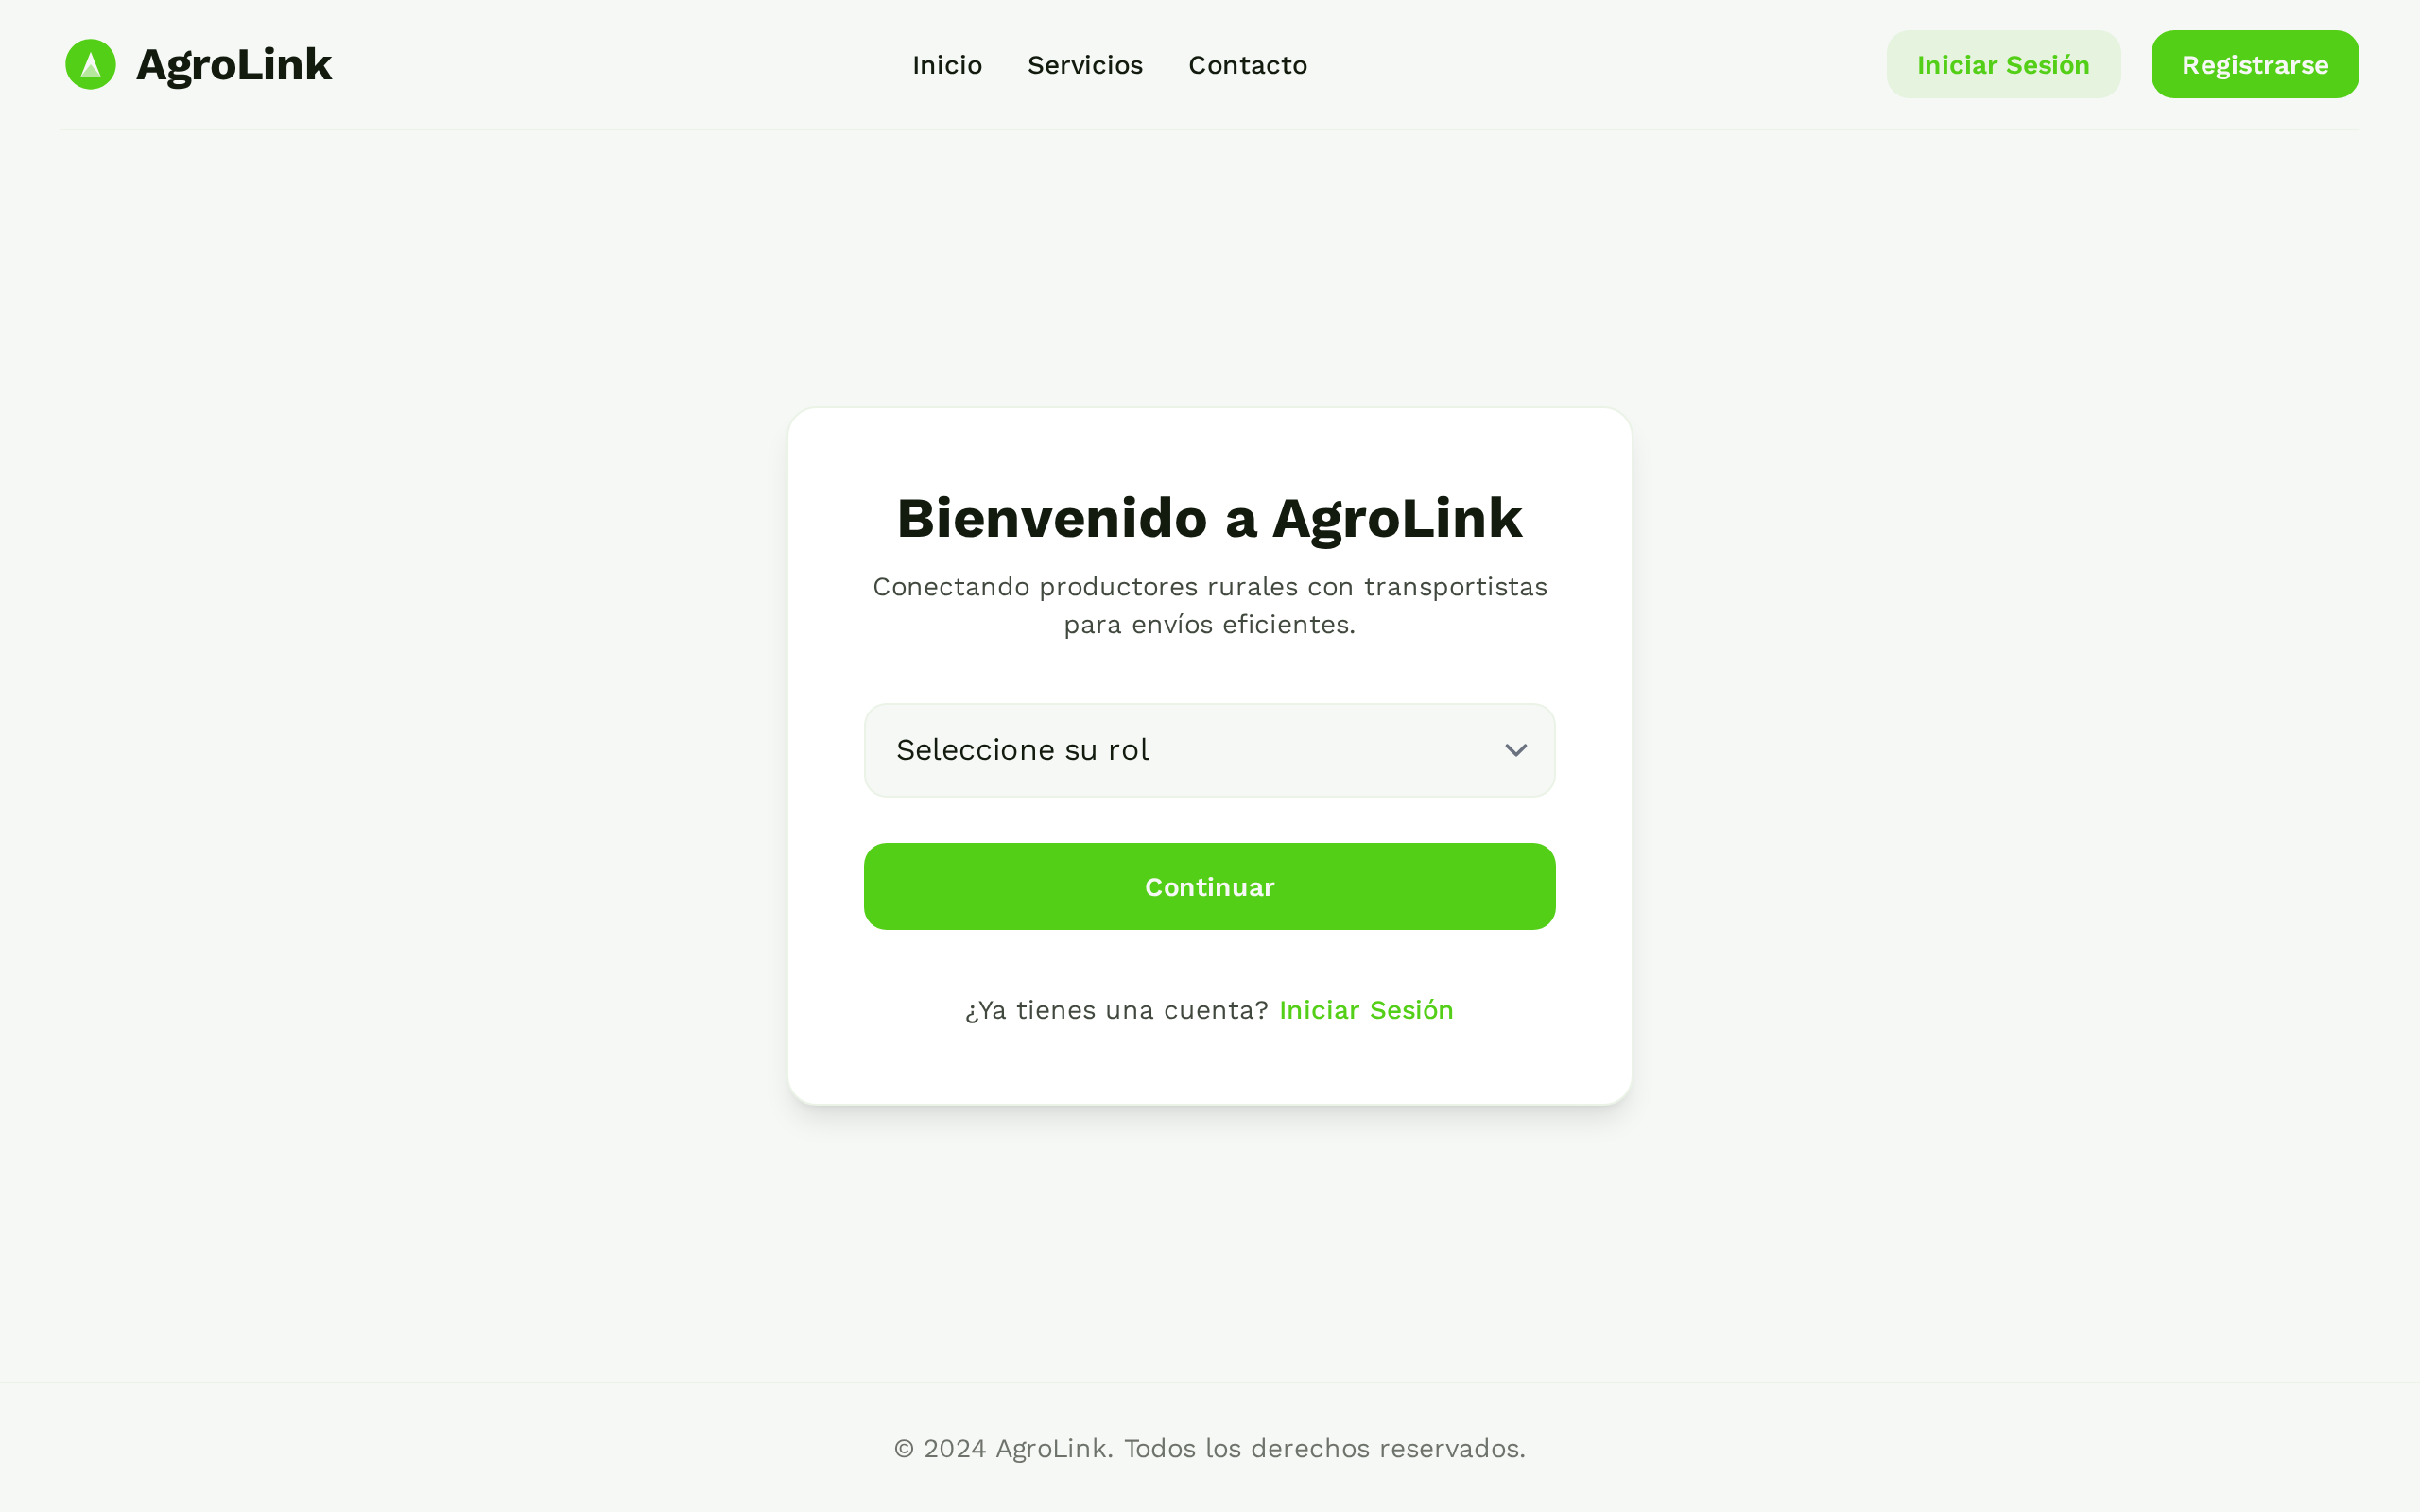 AgroLink
Inicio Servicios Contacto
Iniciar Sesión Registrarse
Bienvenido a AgroLink
Conectando productores rurales con transportistas
para envíos eficientes.
Seleccione su rol
Continuar
¿Ya tienes una cuenta? Iniciar Sesión
© 2024 AgroLink. Todos los derechos reservados.